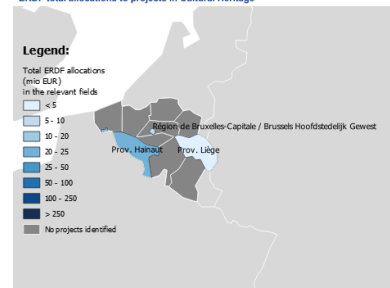 ERDF total allocations to projects in Cultural Heritage
Legend:
Total ERDF allocations
(mio EUR)
in the relevant fields
< 5
5 - 10
10 - 20
20 - 25
25 - 50
50 - 100
100 - 250
> 250
No projects identified
Région de Bruxelles-Capitale / Brussels Hoofdstedelijk Gewest
Prov. Hainaut
Prov. Liège